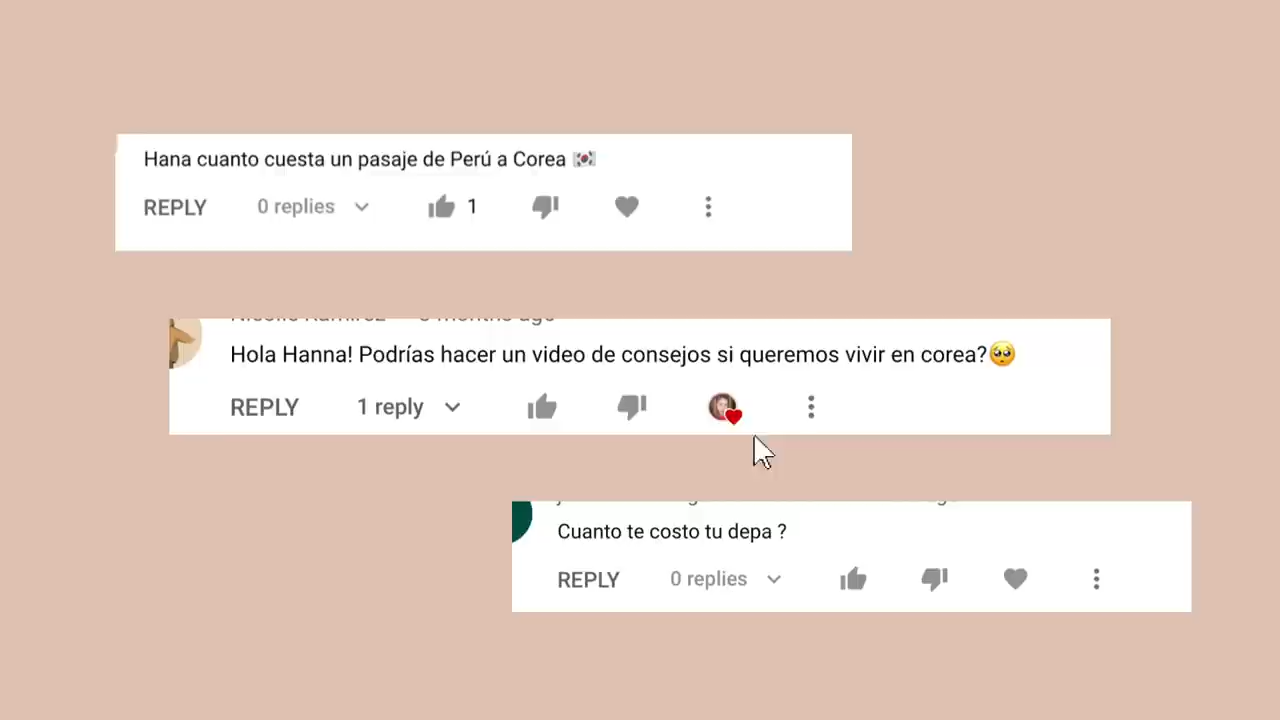 Hana cuanto cuesta un pasaje de Perú a Corea 🇰🇷
REPLY 0 replies 1
Hola Hanna! Podrías hacer un video de consejos si queremos vivir en corea?🥺
REPLY 1 reply
Cuanto te costo tu depa ?
REPLY 0 replies